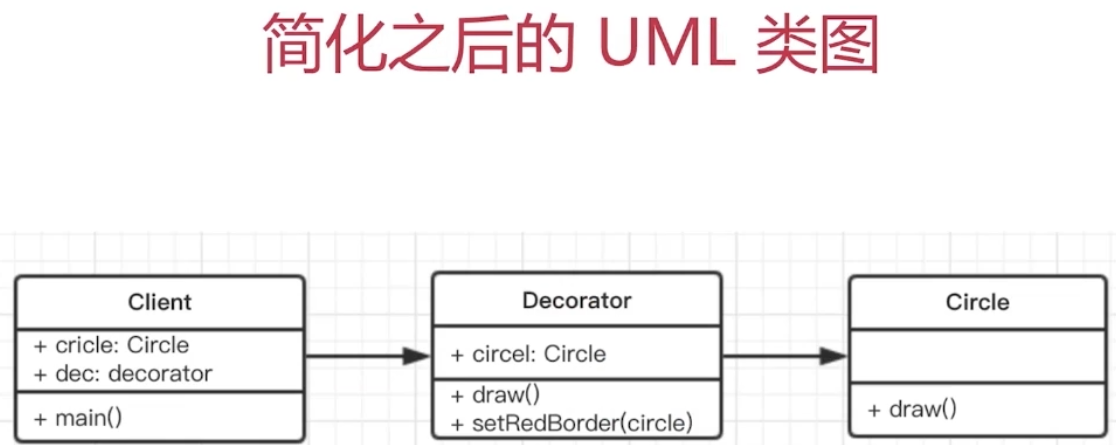 简化之后的 UML 类图
Client
+ cricle: Circle
+ dec: decorator
+ main()
Decorator
+ circel: Circle
+ draw()
+ setRedBorder(circle)
Circle
+ draw()